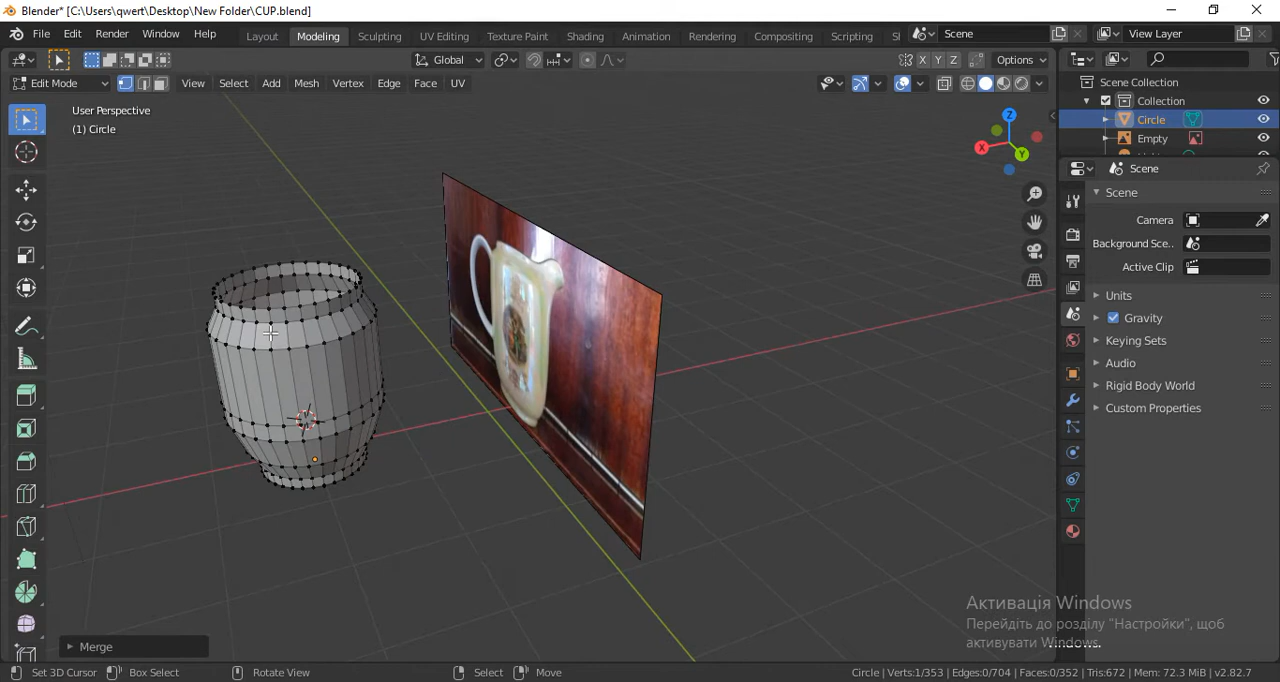 Blender* [C:\Users\qwert\Desktop\New Folder\CUP.blend]
File Edit Render Window Help Layout Modeling Sculpting UV Editing Texture Paint Shading Animation Rendering Compositing Scripting Scene View Layer
Global X Y Z Options
Edit Mode View Select Add Mesh Vertex Edge Face UV
User Perspective
(1) Circle
Z
X
Y
Scene Collection
Collection
Circle
Empty
Scene
Scene
Camera
Background Sce..
Active Clip
Units
Gravity
Keying Sets
Audio
Rigid Body World
Custom Properties
Активація Windows
Перейдіть до розділу "Настройки", щоб
активувати Windows.
Merge
Set 3D Cursor Box Select Rotate View Select Move Circle | Verts:1/353 | Edges:0/704 | Faces:0/352 | Tris:672 | Mem: 72.3 MiB | v2.82.7